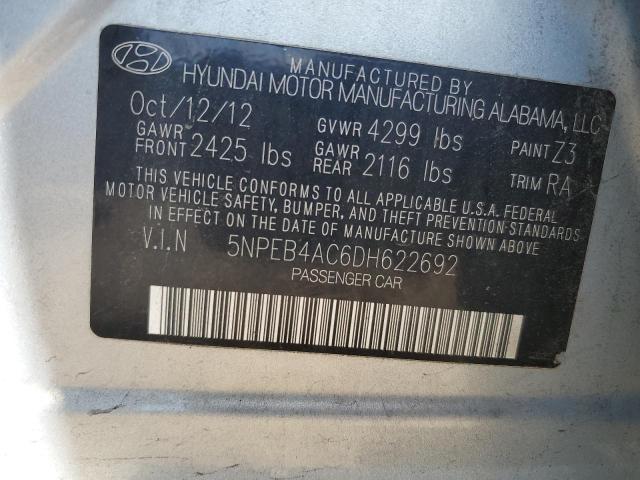 MANUFACTURED BY
HYUNDAI MOTOR MANUFACTURING ALABAMA, LLC
Oct/12/12
GAWR FRONT 2425 lbs GVWR 4299 lbs PAINT Z3
GAWR REAR 2116 lbs TRIM RA
THIS VEHICLE CONFORMS TO ALL APPLICABLE U.S.A. FEDERAL
MOTOR VEHICLE SAFETY, BUMPER, AND THEFT PREVENTION
STANDARDS IN EFFECT ON THE DATE OF MANUFACTURE SHOWN ABOVE
V.I.N 5NPEB4AC6DH622692
PASSENGER CAR